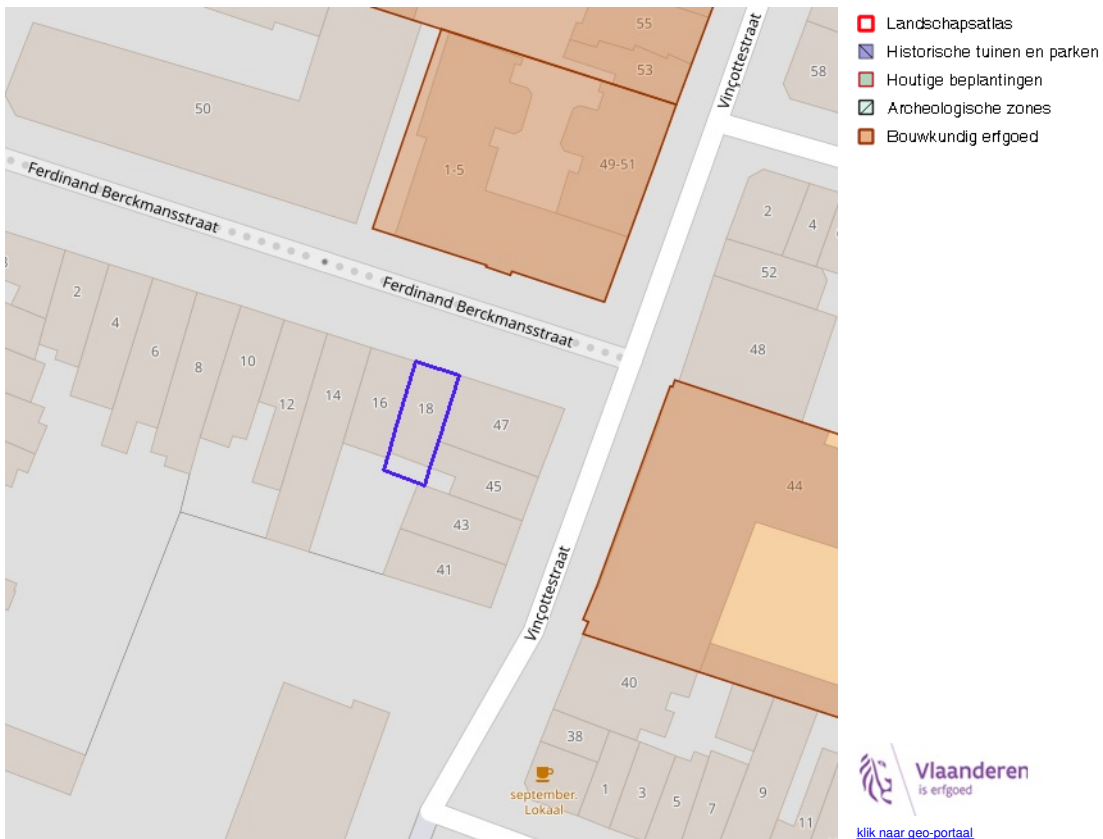 55
53
58
50
Vinçottestraat
1-5
49-51
Ferdinand Berckmansstraat
2
4
52
Ferdinand Berckmansstraat
48
2
4
6
8
10
12
14
16
18
47
45
43
41
44
Vinçottestraat
40
38
september.
Lokaal
1
3
5
7
9
11
Landschapsatlas
Historische tuinen en parken
Houtige beplantingen
Archeologische zones
Bouwkundig erfgoed
Vlaanderen
is erfgoed
klik naar geo-portaal